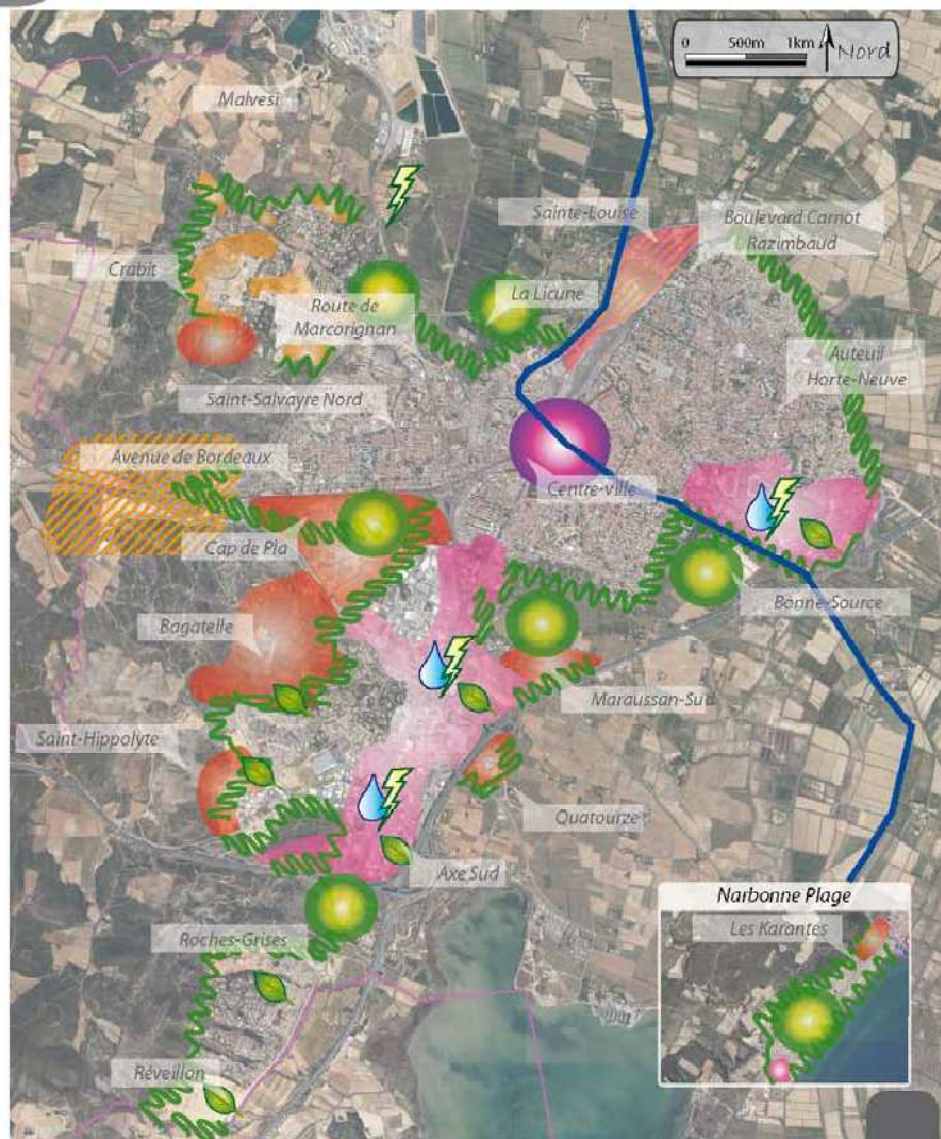 0 500m 1km Nord
Malvesi
Sainte-Louise
Boulevard Carnot
Razimbaud
Crabit
La Licune
Route de
Marcorignan
Auteuil
Horte-Neuve
Saint-Salvayre Nord
Avenue de Bordeaux
Centre-ville
Cap de Pla
Bonne-Source
Bagatelle
Maraussan-Sud
Saint-Hippolyte
Quatourze
Axe Sud
Narbonne Plage
Les Karantes
Roches-Grises
Réveillon